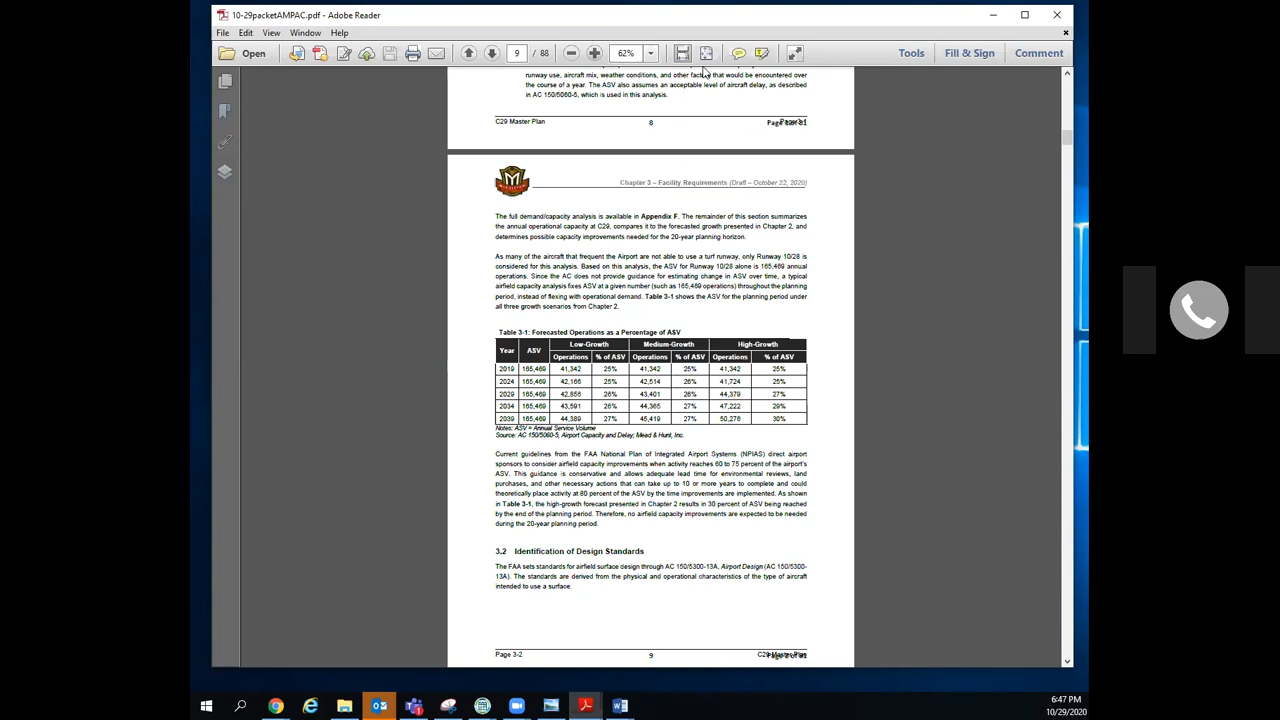 10-29packetAMPAC.pdf - Adobe Reader
File Edit View Window Help
Open 9 / 88 62% Tools Fill & Sign Comment
runway use, aircraft mix, weather conditions, and other factors that would be encountered over
the course of a year. The ASV also assumes an acceptable level of aircraft delay, as described
in AC 150/5060-5, which is used in this analysis.
C29 Master Plan 8
Chapter 3 – Facility Requirements (Draft – October 22, 2020)
The full demand/capacity analysis is available in Appendix F. The remainder of this section summarizes
the annual operational capacity at C29, compares it to the forecasted growth presented in Chapter 2, and
determines possible capacity improvements needed for the 20-year planning horizon.
As many of the aircraft that frequent the Airport are not able to use a turf runway, only Runway 10/28 is
considered for this analysis. Based on this analysis, the ASV for Runway 10/28 alone is 165,469 annual
operations. Since the AC does not provide guidance for estimating change in ASV over time, a typical
airfield capacity analysis fixes ASV at a given number (such as 165,469 operations) throughout the planning
period, instead of flexing with operational demand. Table 3-1 shows the ASV for the planning period under
all three growth scenarios from Chapter 2.
Table 3-1: Forecasted Operations as a Percentage of ASV
Year ASV Low-Growth Medium-Growth High-Growth
Operations % of ASV Operations % of ASV Operations % of ASV
2019 165,469 41,342 25% 41,342 25% 41,342 25%
2024 165,469 42,166 25% 42,514 26% 41,724 25%
2029 165,469 42,856 26% 43,401 26% 44,379 27%
2034 165,469 43,591 26% 44,365 27% 47,222 29%
2039 165,469 44,389 27% 45,419 27% 50,276 30%
Notes: ASV = Annual Service Volume
Source: AC 150/5060-5, Airport Capacity and Delay; Mead & Hunt, Inc.
Current guidelines from the FAA National Plan of Integrated Airport Systems (NPIAS) direct airport
sponsors to consider airfield capacity improvements when activity reaches 60 to 75 percent of the airport's
ASV. This guidance is conservative and allows adequate lead time for environmental reviews, land
purchases, and other necessary actions that can take up to 10 or more years to complete and could
theoretically place activity at 80 percent of the ASV by the time improvements are implemented. As shown
in Table 3-1, the high-growth forecast presented in Chapter 2 results in 30 percent of ASV being reached
by the end of the planning period. Therefore, no airfield capacity improvements are expected to be needed
during the 20-year planning period.
3.2 Identification of Design Standards
The FAA sets standards for airfield surface design through AC 150/5300-13A, Airport Design (AC 150/5300-
13A). The standards are derived from the physical and operational characteristics of the type of aircraft
intended to use a surface.
Page 3-2 9
6:47 PM
10/29/2020